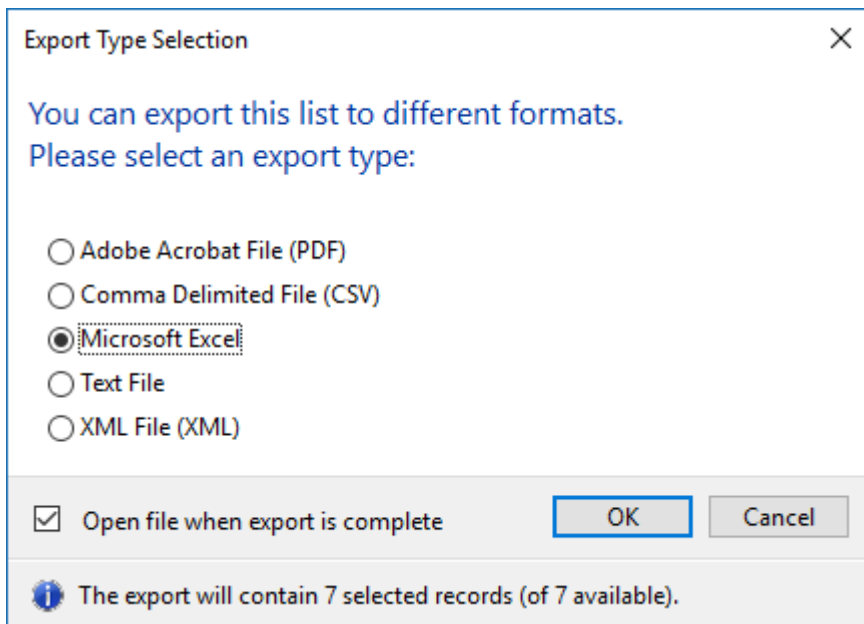 Export Type Selection
You can export this list to different formats.
Please select an export type:
Adobe Acrobat File (PDF)
Comma Delimited File (CSV)
Microsoft Excel
Text File
XML File (XML)
Open file when export is complete
OK
Cancel
The export will contain 7 selected records (of 7 available).